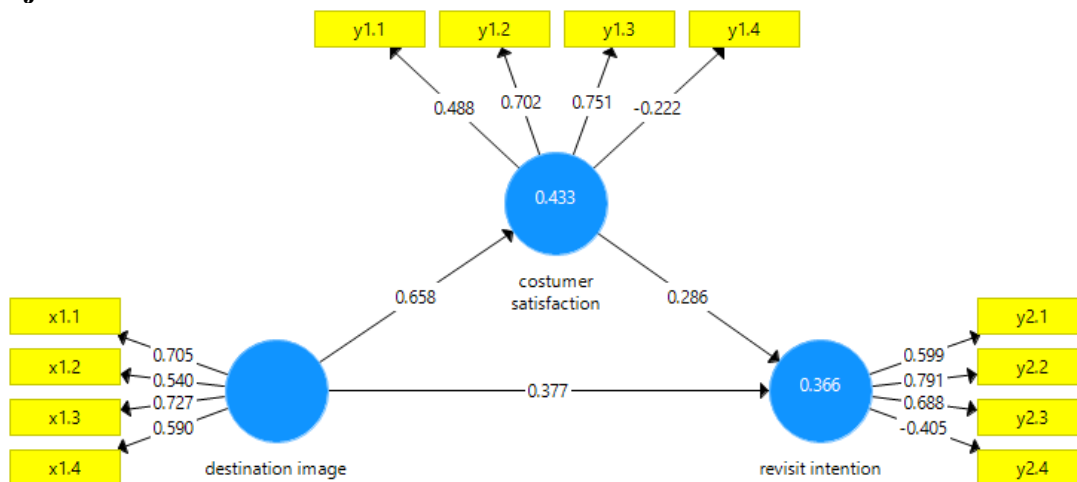 y1.1 y1.2 y1.3 y1.4
0.488 0.702 0.751 -0.222
0.433
costumer
satisfaction
0.658 0.286
x1.1 y2.1
0.705 0.599
x1.2 y2.2
0.540 0.791
0.377 0.366
x1.3 y2.3
0.727 0.688
0.590 -0.405
x1.4 y2.4
destination image revisit intention